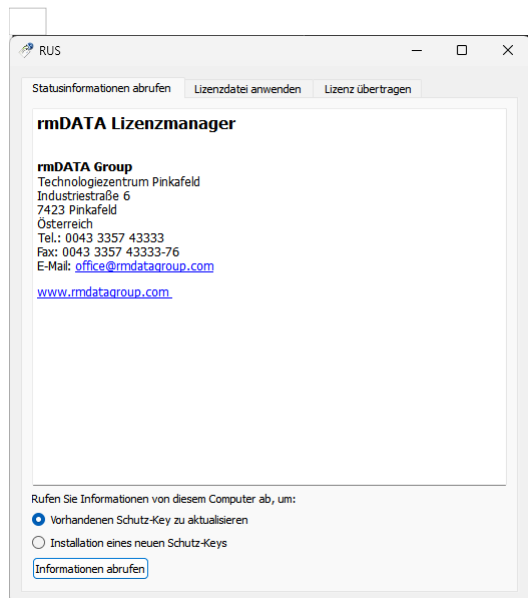 RUS
Statusinformationen abrufen Lizenzdatei anwenden Lizenz übertragen
rmDATA Lizenzmanager
rmDATA Group
Technologiezentrum Pinkafeld
Industriestraße 6
7423 Pinkafeld
Österreich
Tel.: 0043 3357 43333
Fax: 0043 3357 43333-76
E-Mail: office@rmdatagroup.com
www.rmdatagroup.com
Rufen Sie Informationen von diesem Computer ab, um:
Vorhandenen Schutz-Key zu aktualisieren
Installation eines neuen Schutz-Keys
Informationen abrufen